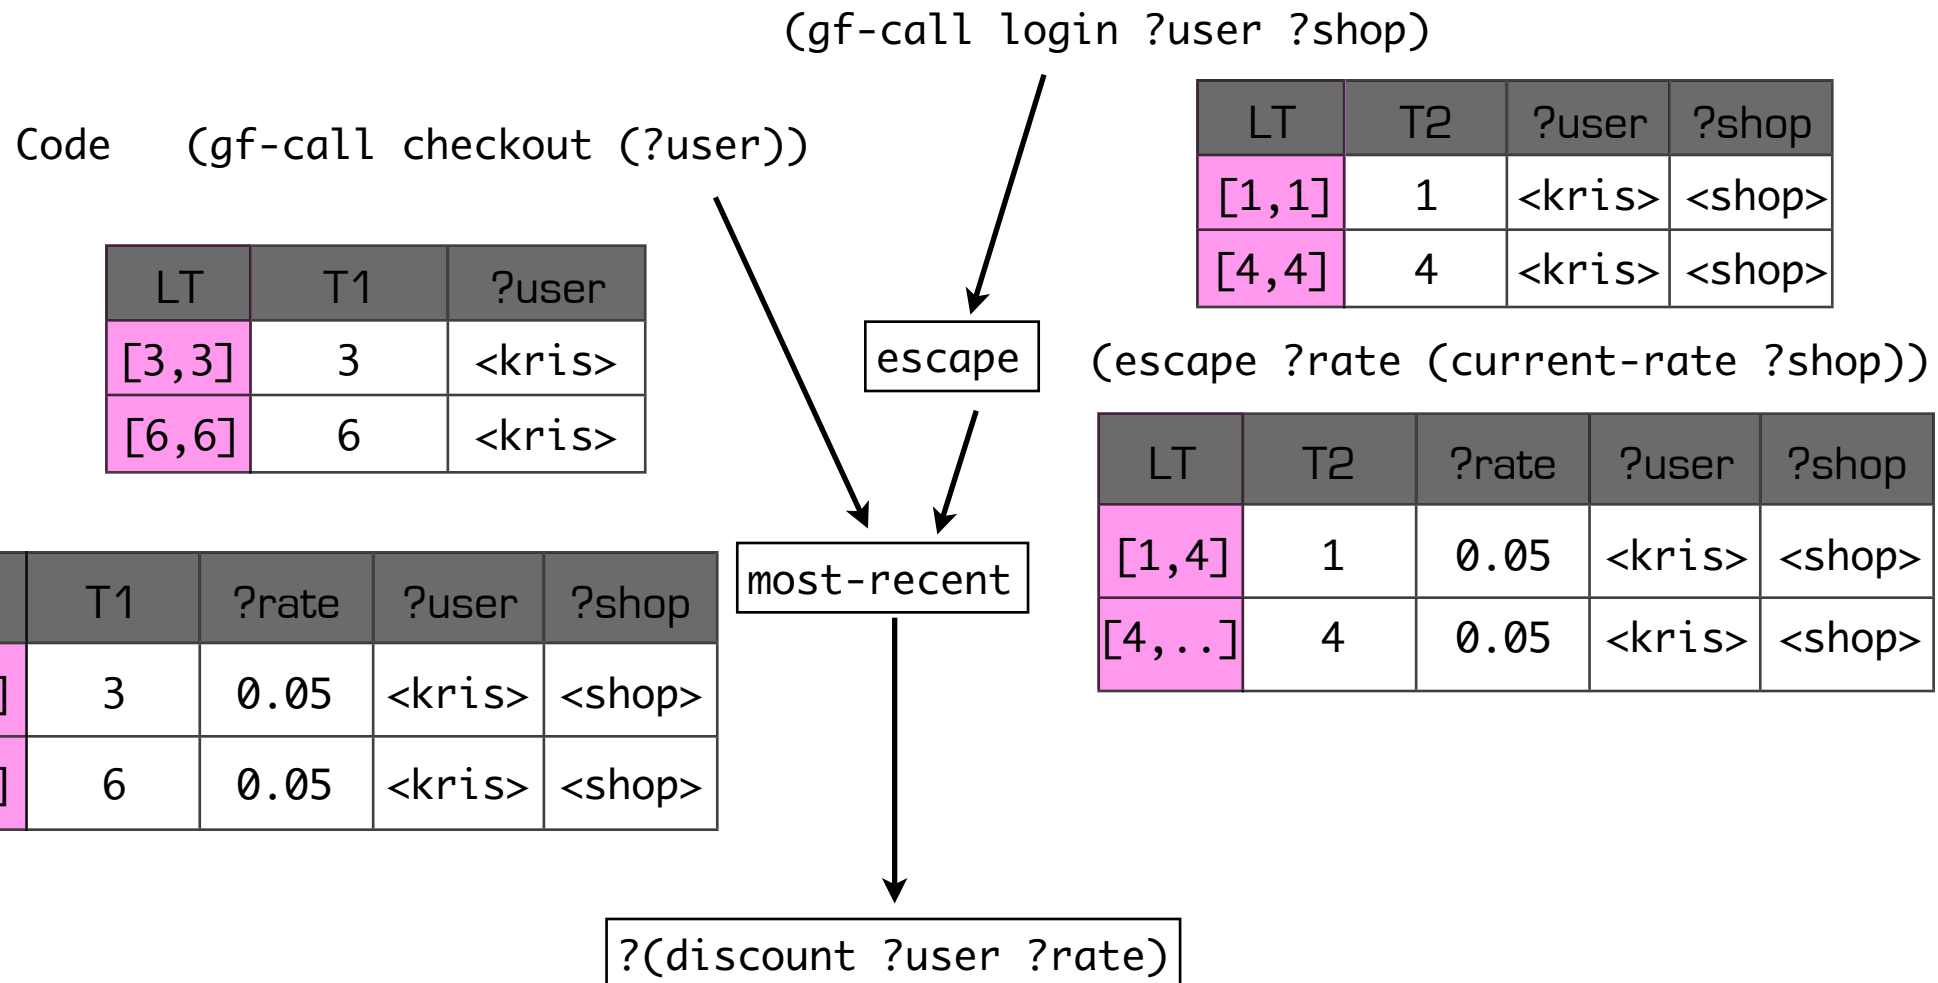 (gf-call login ?user ?shop)
Code (gf-call checkout (?user))
LT T2 ?user ?shop
[1,1] 1 <kris> <shop>
[4,4] 4 <kris> <shop>
LT T1 ?user
[3,3] 3 <kris>
[6,6] 6 <kris>
escape
(escape ?rate (current-rate ?shop))
LT T2 ?rate ?user ?shop
[1,4] 1 0.05 <kris> <shop>
[4,..] 4 0.05 <kris> <shop>
most-recent
T1 ?rate ?user ?shop
] 3 0.05 <kris> <shop>
] 6 0.05 <kris> <shop>
?(discount ?user ?rate)